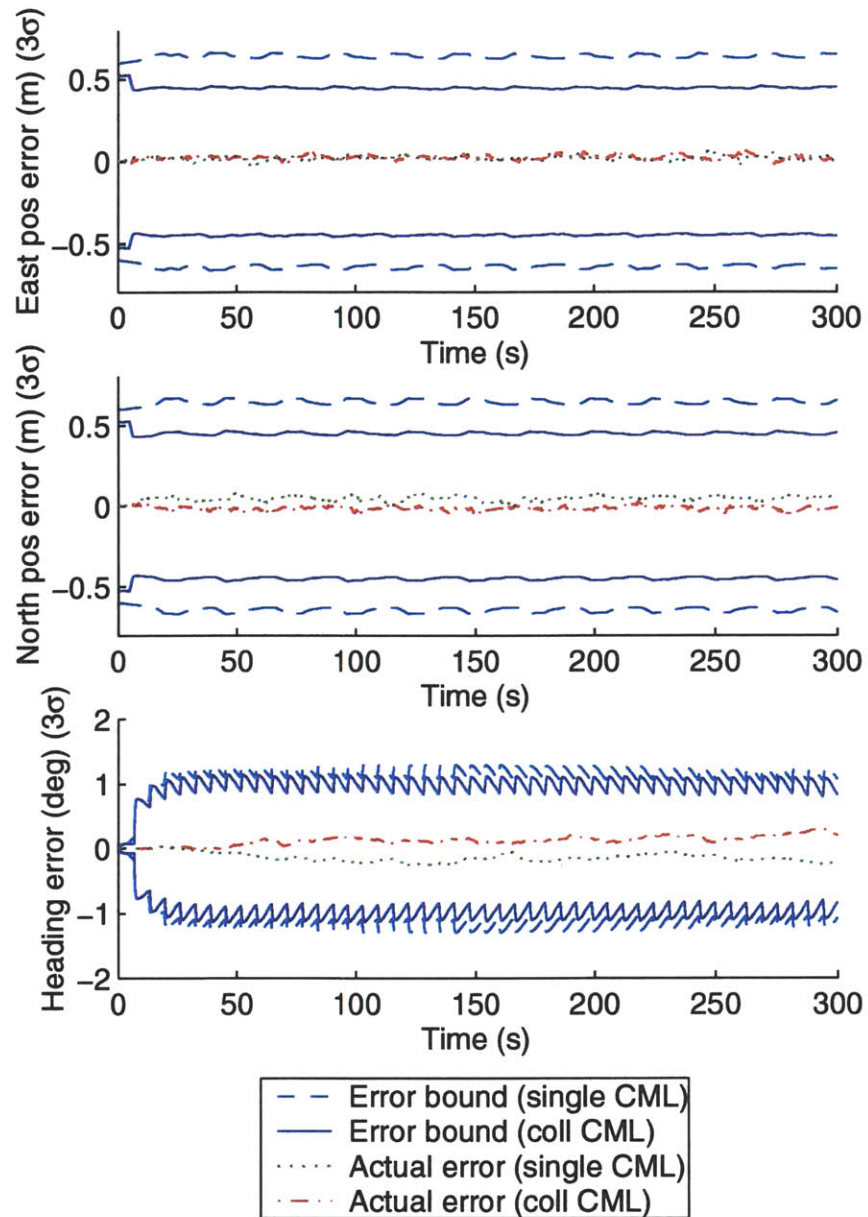 East pos error (m) (3σ)
0.5
0
−0.5
0 50 100 150 200 250 300
Time (s)
North pos error (m) (3σ)
0.5
0
−0.5
0 50 100 150 200 250 300
Time (s)
Heading error (deg) (3σ)
2
1
0
−1
−2
0 50 100 150 200 250 300
Time (s)
Error bound (single CML)
Error bound (coll CML)
Actual error (single CML)
Actual error (coll CML)